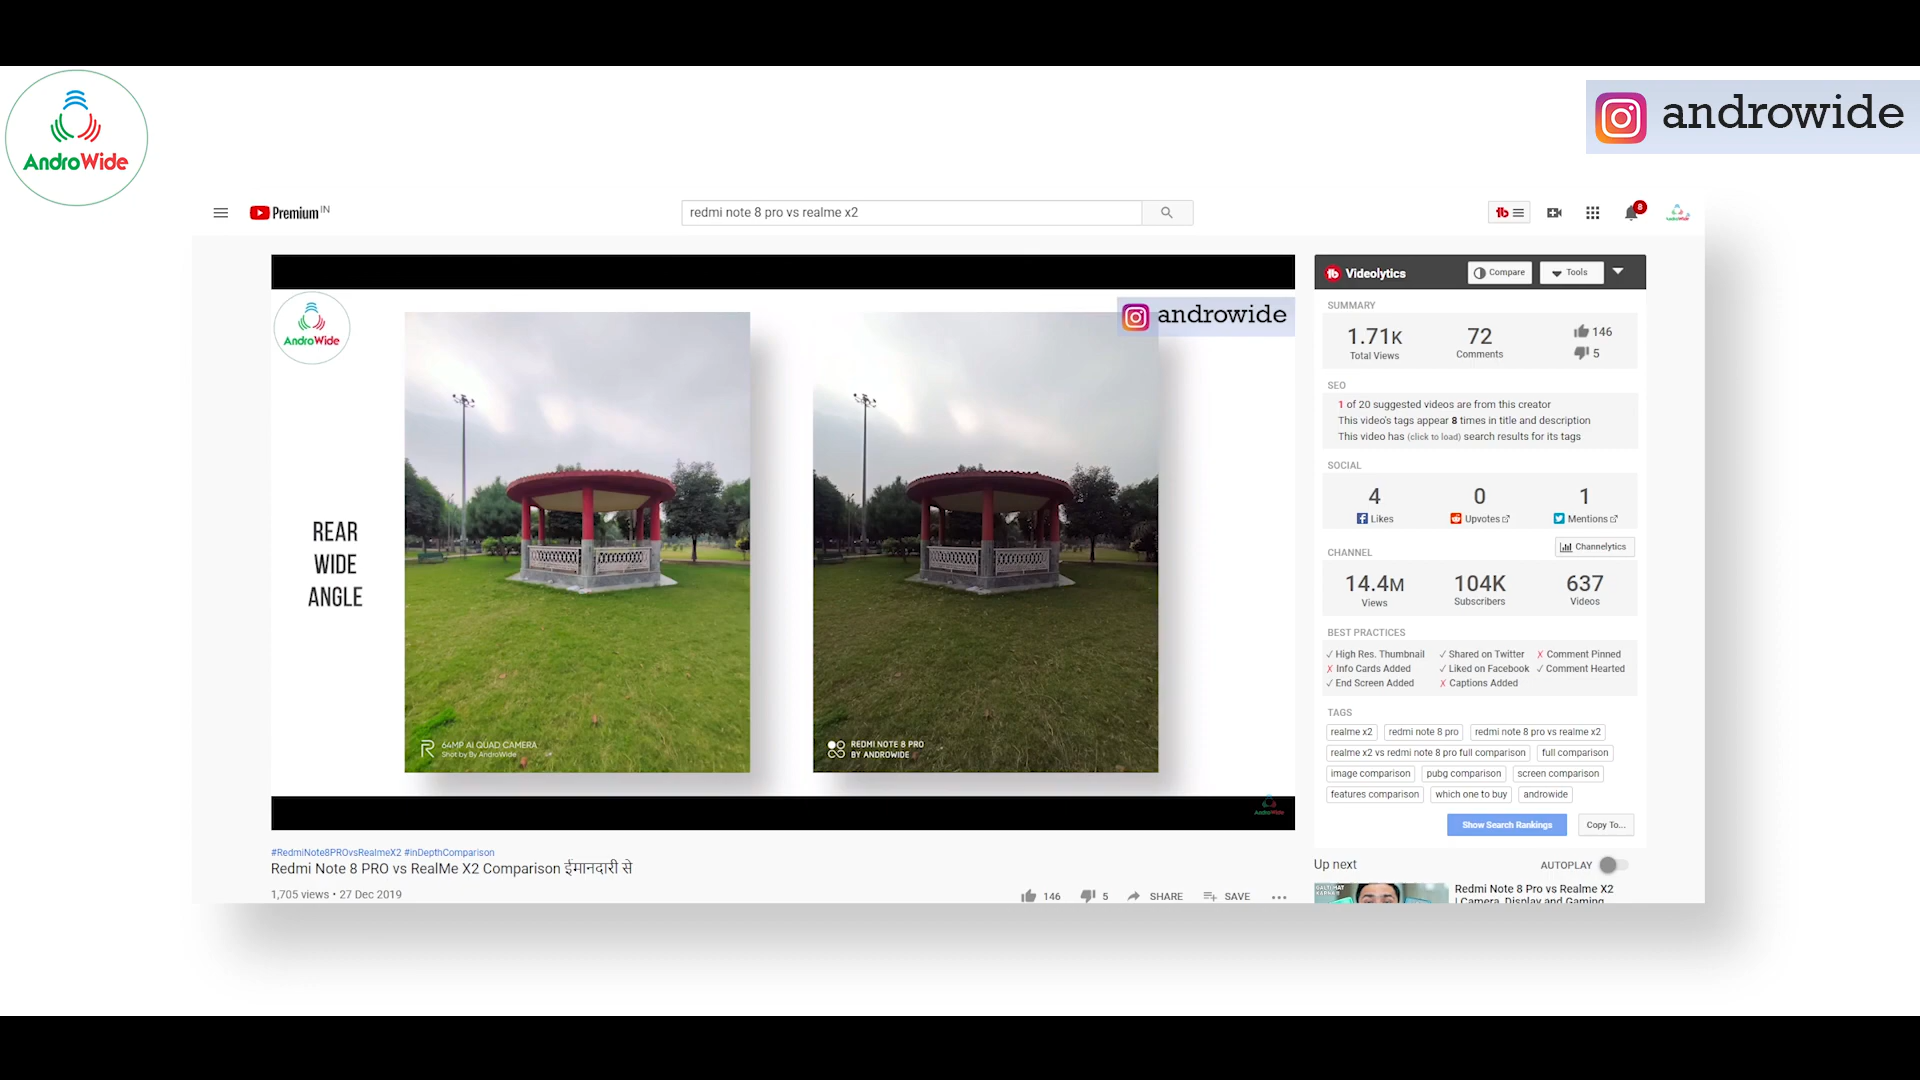 AndroWide
androwide
Premium IN
redmi note 8 pro vs realme x2
8
AndroWide
androwide
REAR
WIDE
ANGLE
64MP AI QUAD CAMERA
Shot by By AndroWide
REDMI NOTE 8 PRO
BY ANDROWIDE
#RedmiNote8PROvsRealmeX2 #inDepthComparison
Redmi Note 8 PRO vs RealMe X2 Comparison ईमानदारी से
1,705 views • 27 Dec 2019
146
5
SHARE
SAVE
Videolytics
Compare
Tools
SUMMARY
1.71K
Total Views
72
Comments
146
5
SEO
1 of 20 suggested videos are from this creator
This video's tags appear 8 times in title and description
This video has (click to load) search results for its tags
SOCIAL
4
Likes
0
Upvotes
1
Mentions
CHANNEL
Channelytics
14.4M
Views
104K
Subscribers
637
Videos
BEST PRACTICES
✓ High Res. Thumbnail ✓ Shared on Twitter ✗ Comment Pinned
✗ Info Cards Added ✓ Liked on Facebook ✓ Comment Hearted
✓ End Screen Added ✗ Captions Added
TAGS
realme x2 redmi note 8 pro redmi note 8 pro vs realme x2
realme x2 vs redmi note 8 pro full comparison full comparison
image comparison pubg comparison screen comparison
features comparison which one to buy androwide
Show Search Rankings Copy To...
Up next
AUTOPLAY
Redmi Note 8 Pro vs Realme X2
| Camera, Display and Gaming